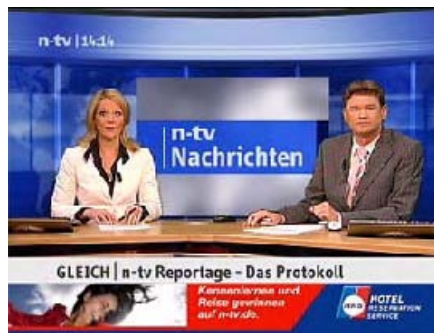 n-tv | 14:14
n-tv
Nachrichten
GLEICH | n-tv Reportage - Das Protokoll
Kennenlernen und
Reise gewinnen
auf n-tv.de.
HRS
HOTEL
RESERVATION
SERVICE